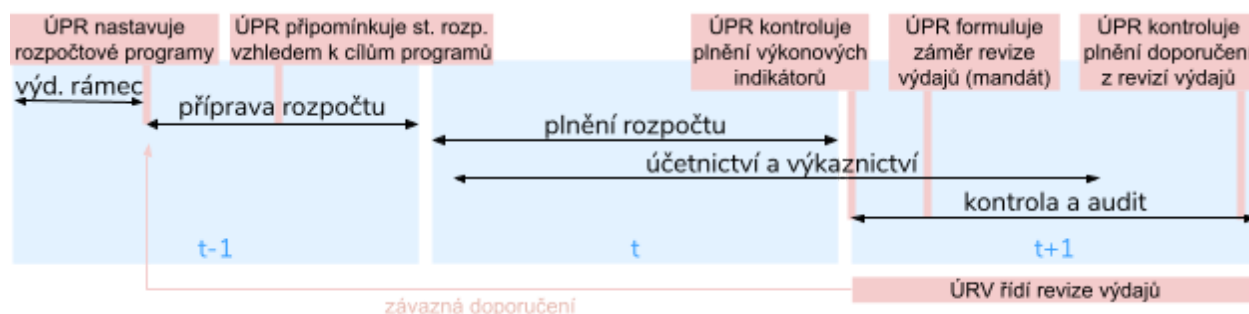 ÚPR nastavuje
rozpočtové programy
ÚPR připomínkuje st. rozp.
vzhledem k cílům programů
ÚPR kontroluje
plnění výkonových
indikátorů
ÚPR formuluje
záměr revize
výdajů (mandát)
ÚPR kontroluje
plnění doporučení
z revizí výdajů
výd. rámec
příprava rozpočtu
plnění rozpočtu
účetnictví a výkaznictví
kontrola a audit
t-1
t
t+1
ÚRV řídí revize výdajů
závazná doporučení